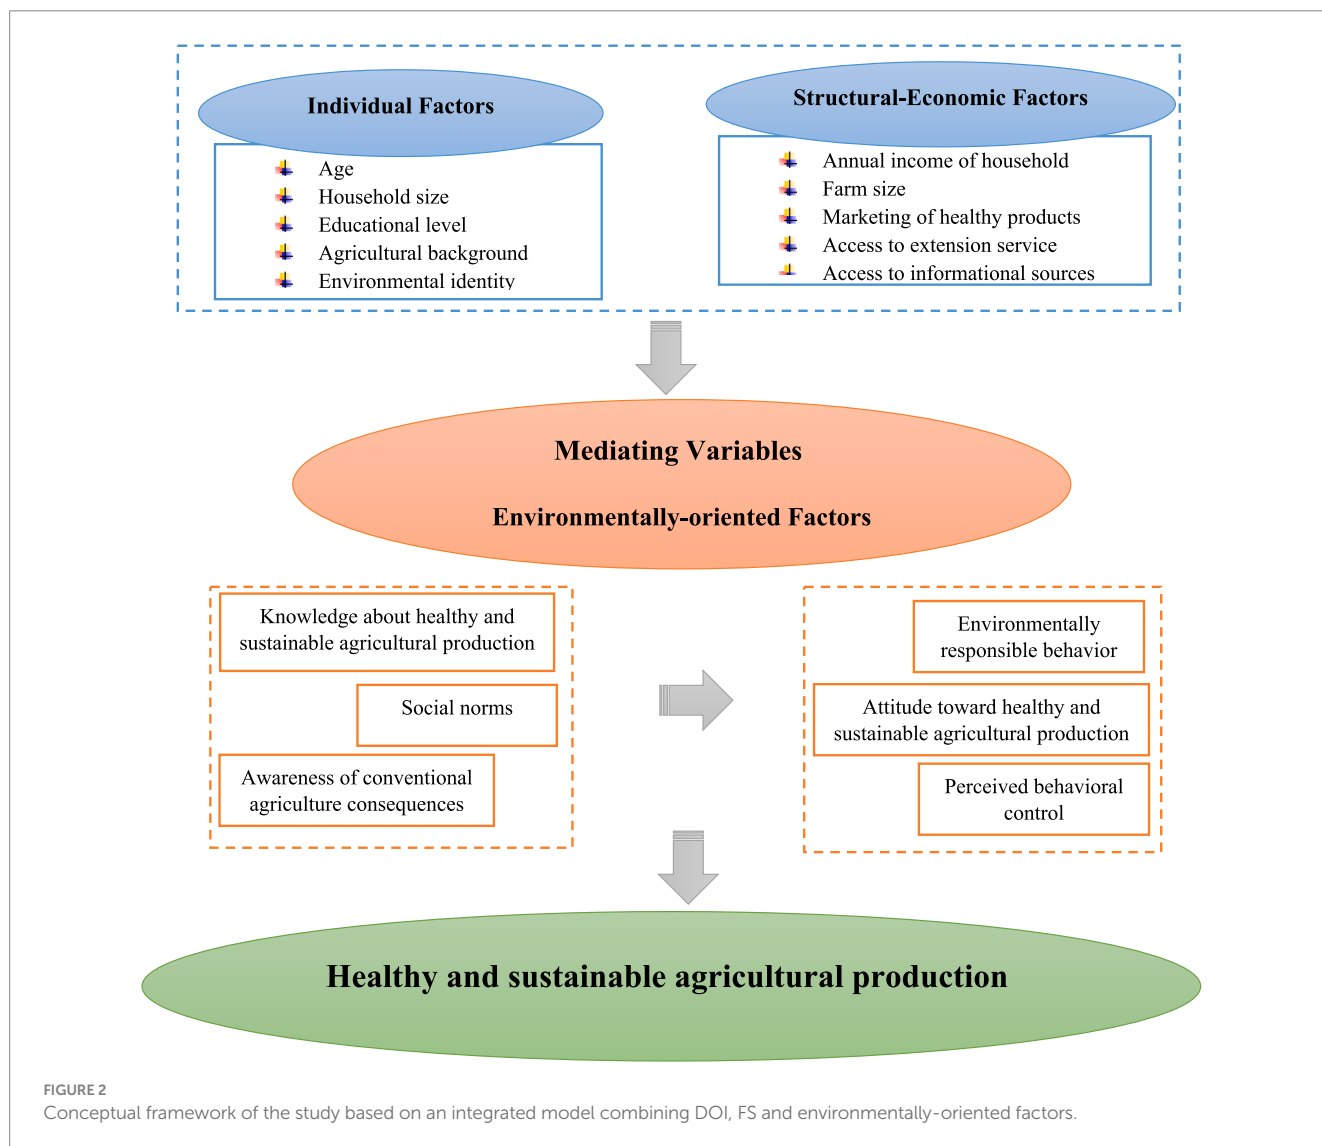 Individual Factors
Age
Household size
Educational level
Agricultural background
Environmental identity
Structural-Economic Factors
Annual income of household
Farm size
Marketing of healthy products
Access to extension service
Access to informational sources
Mediating Variables
Environmentally-oriented Factors
Knowledge about healthy and
sustainable agricultural production
Social norms
Awareness of conventional
agriculture consequences
Environmentally
responsible behavior
Attitude toward healthy and
sustainable agricultural production
Perceived behavioral
control
Healthy and sustainable agricultural production
FIGURE 2
Conceptual framework of the study based on an integrated model combining DOI, FS and environmentally-oriented factors.